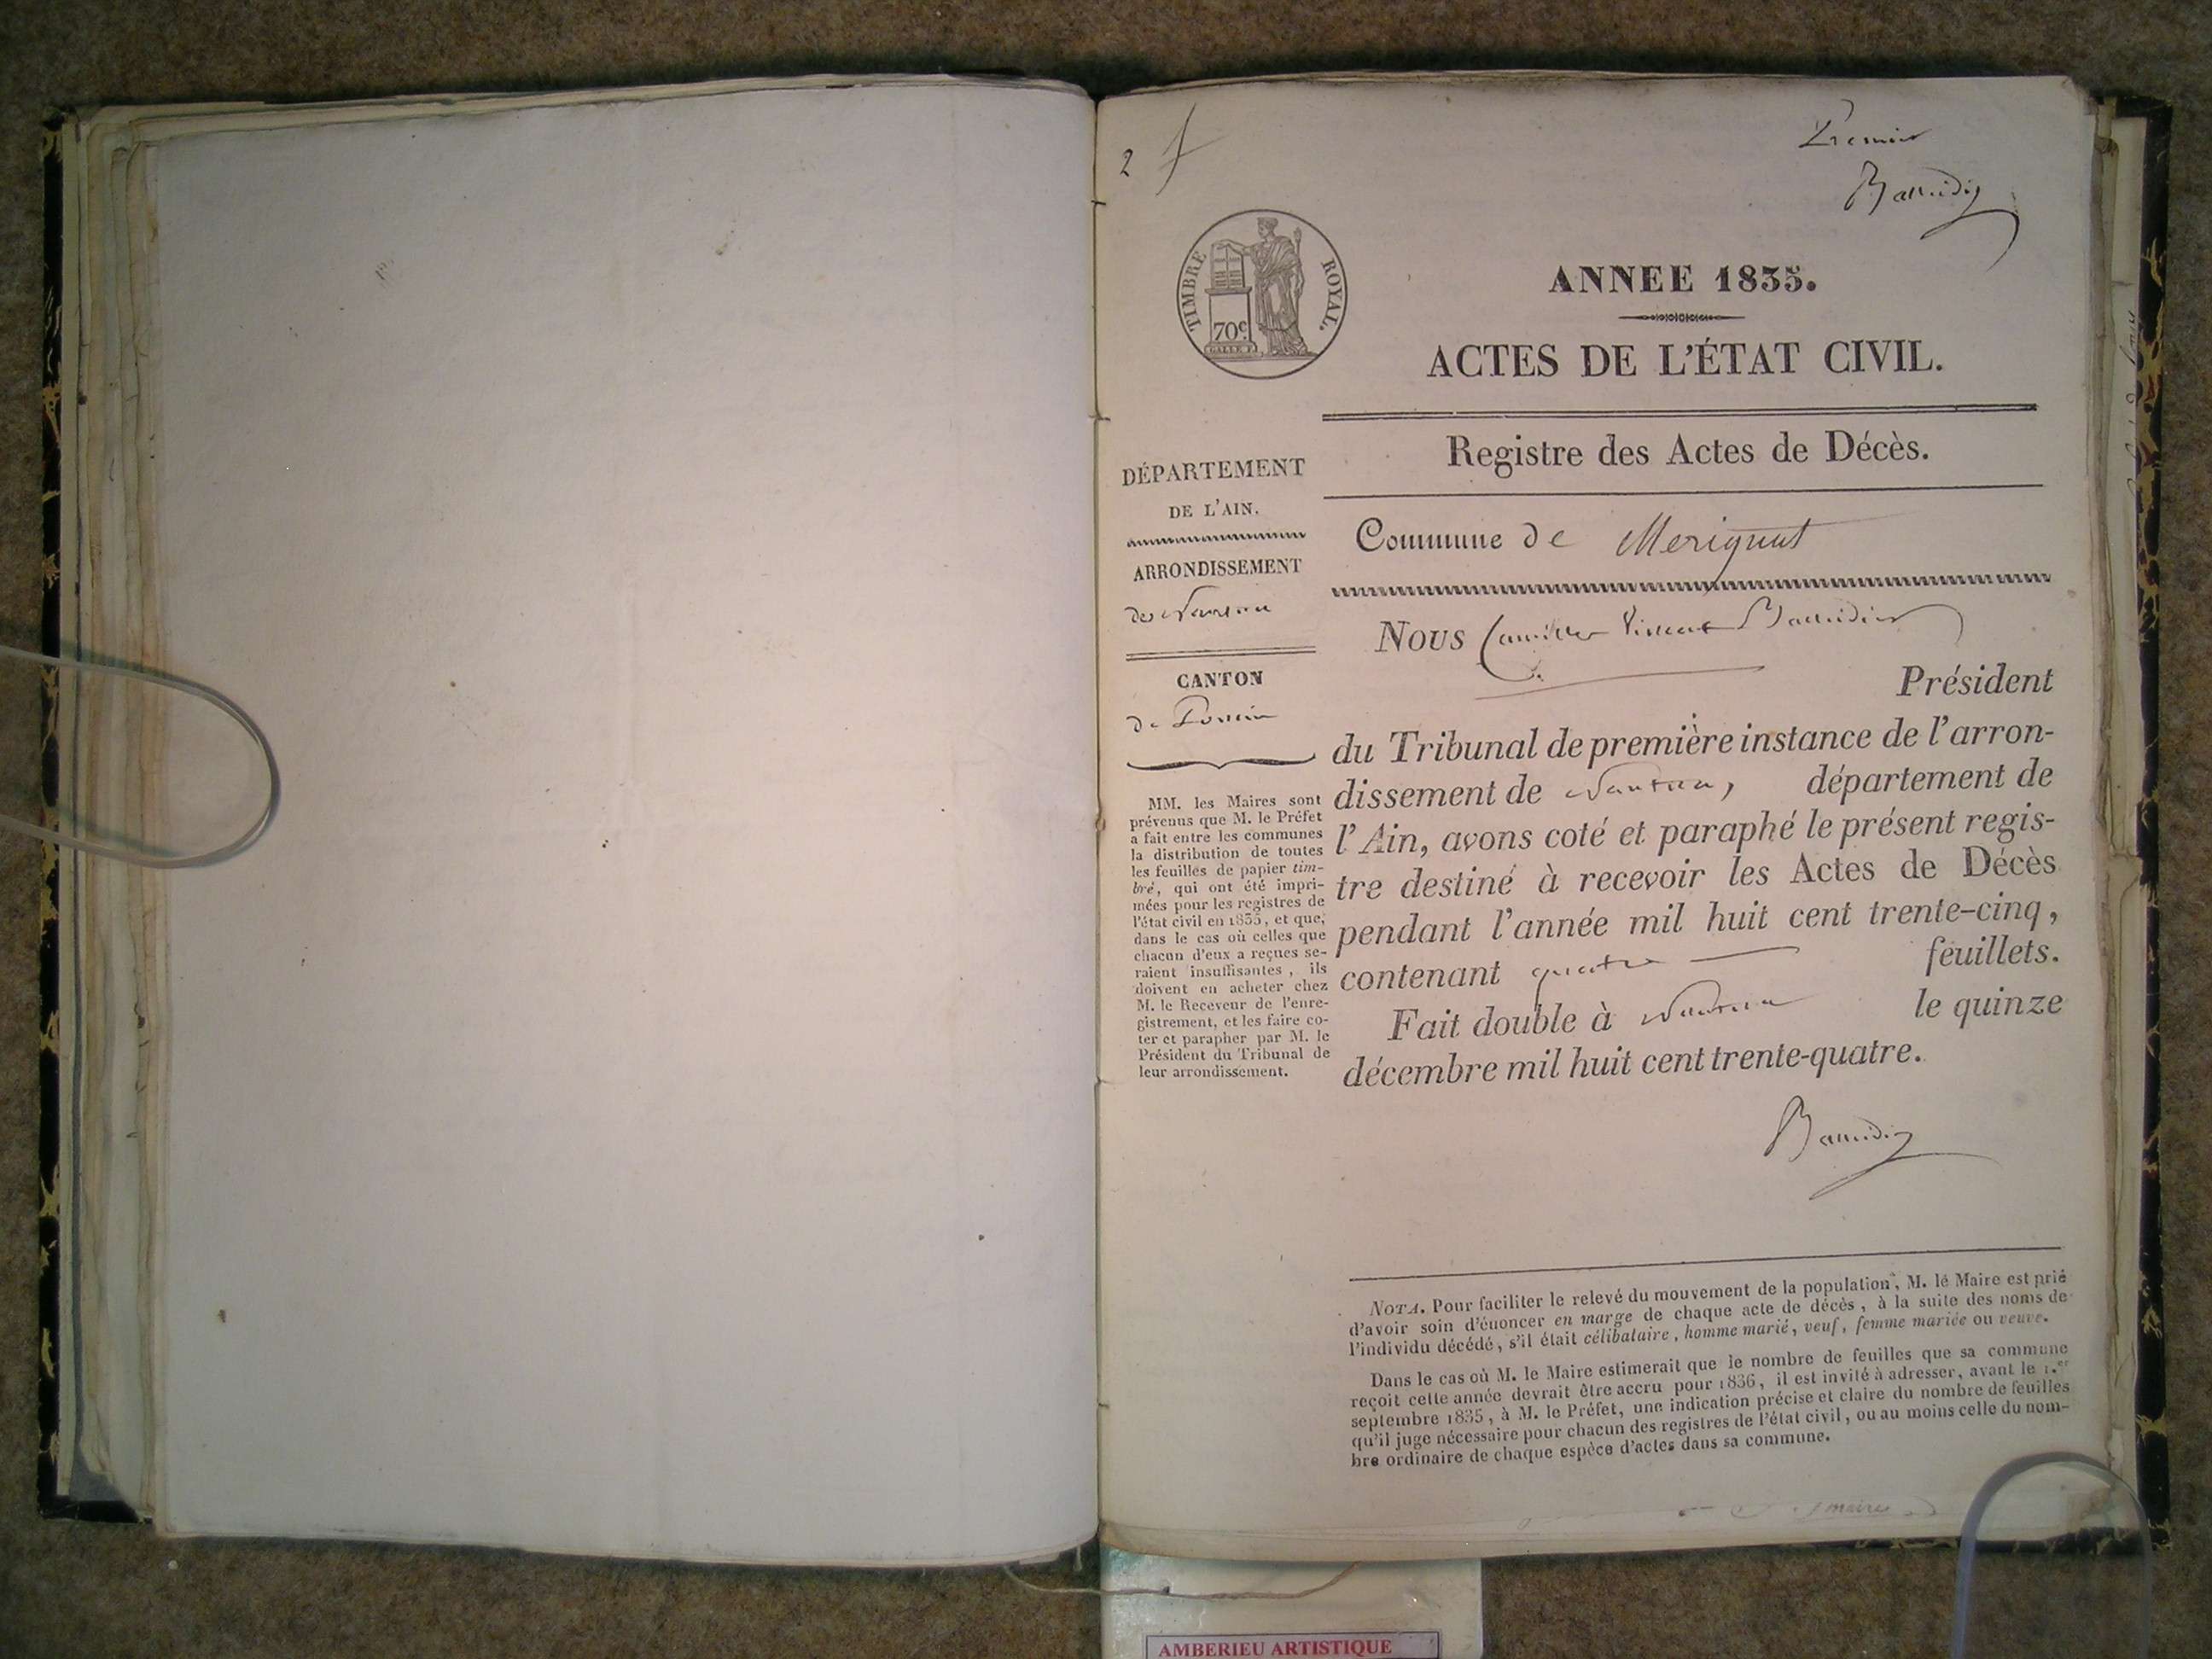 2
Premier
Baudin
TIMBRE ROYAL.
70c.
GALLE F.
ANNEE 1835.
ACTES DE L'ÉTAT CIVIL.
Registre des Actes de Décès.
DÉPARTEMENT
DE L'AIN.
ARRONDISSEMENT
de Nantua
CANTON
de Poncin
MM. les Maires sont
prévenus que M. le Préfet
a fait entre les communes
la distribution de toutes
les feuilles de papier tim-
bré, qui ont été impri-
mées pour les registres de
l'état civil en 1835, et que,
dans le cas où celles que
chacun d'eux a reçues se-
raient insuffisantes, ils
doivent en acheter chez
M. le Receveur de l'enre-
gistrement, et les faire co-
ter et parapher par M. le
Président du Tribunal de
leur arrondissement.
Commune de Merignat
Nous Camille Vincent
Président
du Tribunal de première instance de l'arron-
dissement de Nantua, département de
l'Ain, avons coté et paraphé le présent regis-
tre destiné à recevoir les Actes de Décès
pendant l'année mil huit cent trente-cinq,
contenant quatre feuillets.
Fait double à Nantua le quinze
décembre mil huit cent trente-quatre.
NOTA. Pour faciliter le relevé du mouvement de la population, M. le Maire est prié
d'avoir soin d'énoncer en marge de chaque acte de décès, à la suite des noms de
l'individu décédé, s'il était célibataire, homme marié, veuf, femme mariée ou veuve.
Dans le cas où M. le Maire estimerait que le nombre de feuilles que sa commune
reçoit cette année devrait être accru pour 1836, il est invité à adresser, avant le 1.er
septembre 1835, à M. le Préfet, une indication précise et claire du nombre de feuilles
qu'il juge nécessaire pour chacun des registres de l'état civil, ou au moins celle du nom-
bre ordinaire de chaque espèce d'actes dans sa commune.
AMBERIEU ARTISTIQUE